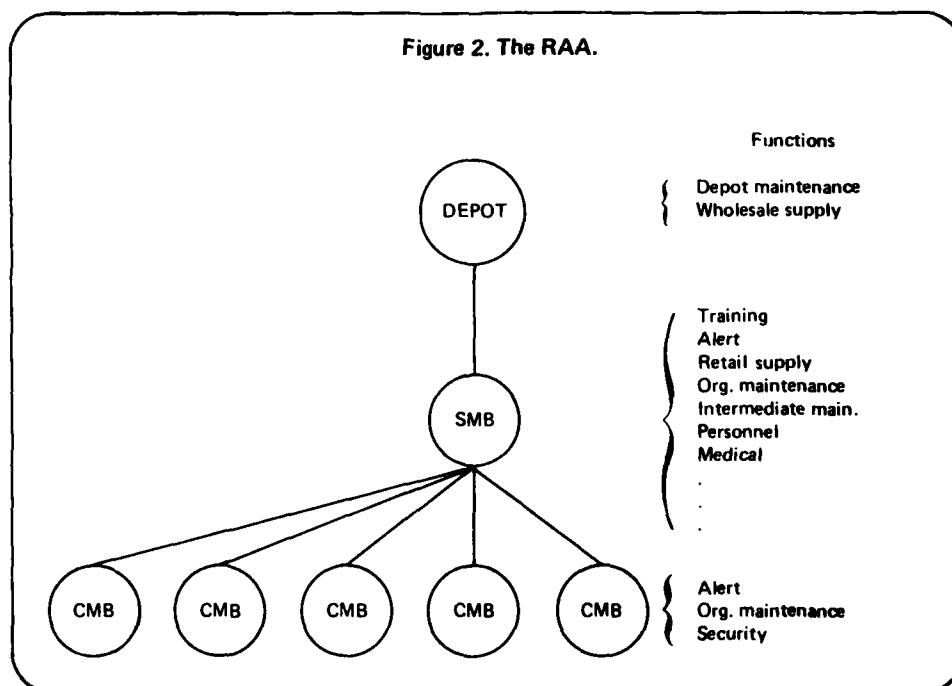 Figure 2. The RAA.
Functions
DEPOT
Depot maintenance
Wholesale supply
SMB
Training
Alert
Retail supply
Org. maintenance
Intermediate main.
Personnel
Medical
.
.
.
CMB
CMB
CMB
CMB
CMB
Alert
Org. maintenance
Security